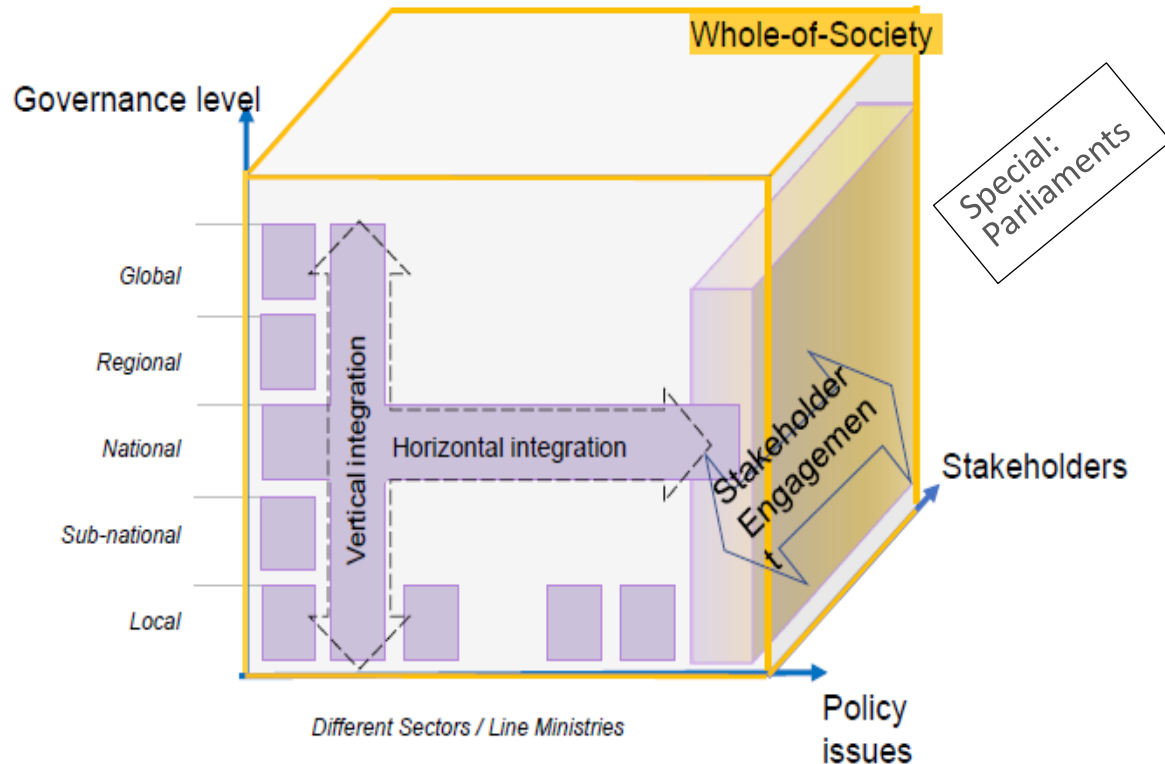 Whole-of-Society
Governance level
Special:
Parliaments
Global
Regional
National
Sub-national
Local
Vertical integration
Horizontal integration
Stakeholder
Engagemen
t
Stakeholders
Policy
issues
Different Sectors / Line Ministries